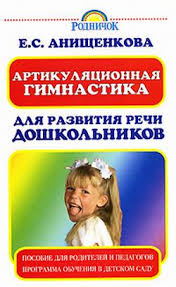 РОДНИЧОК
Е.С. АНИЩЕНКОВА
АРТИКУЛЯЦИОННАЯ
ГИМНАСТИКА
ДЛЯ РАЗВИТИЯ РЕЧИ
ДОШКОЛЬНИКОВ
ПОСОБИЕ ДЛЯ РОДИТЕЛЕЙ И ПЕДАГОГОВ
ПРОГРАММА ОБУЧЕНИЯ В ДЕТСКОМ САДУ